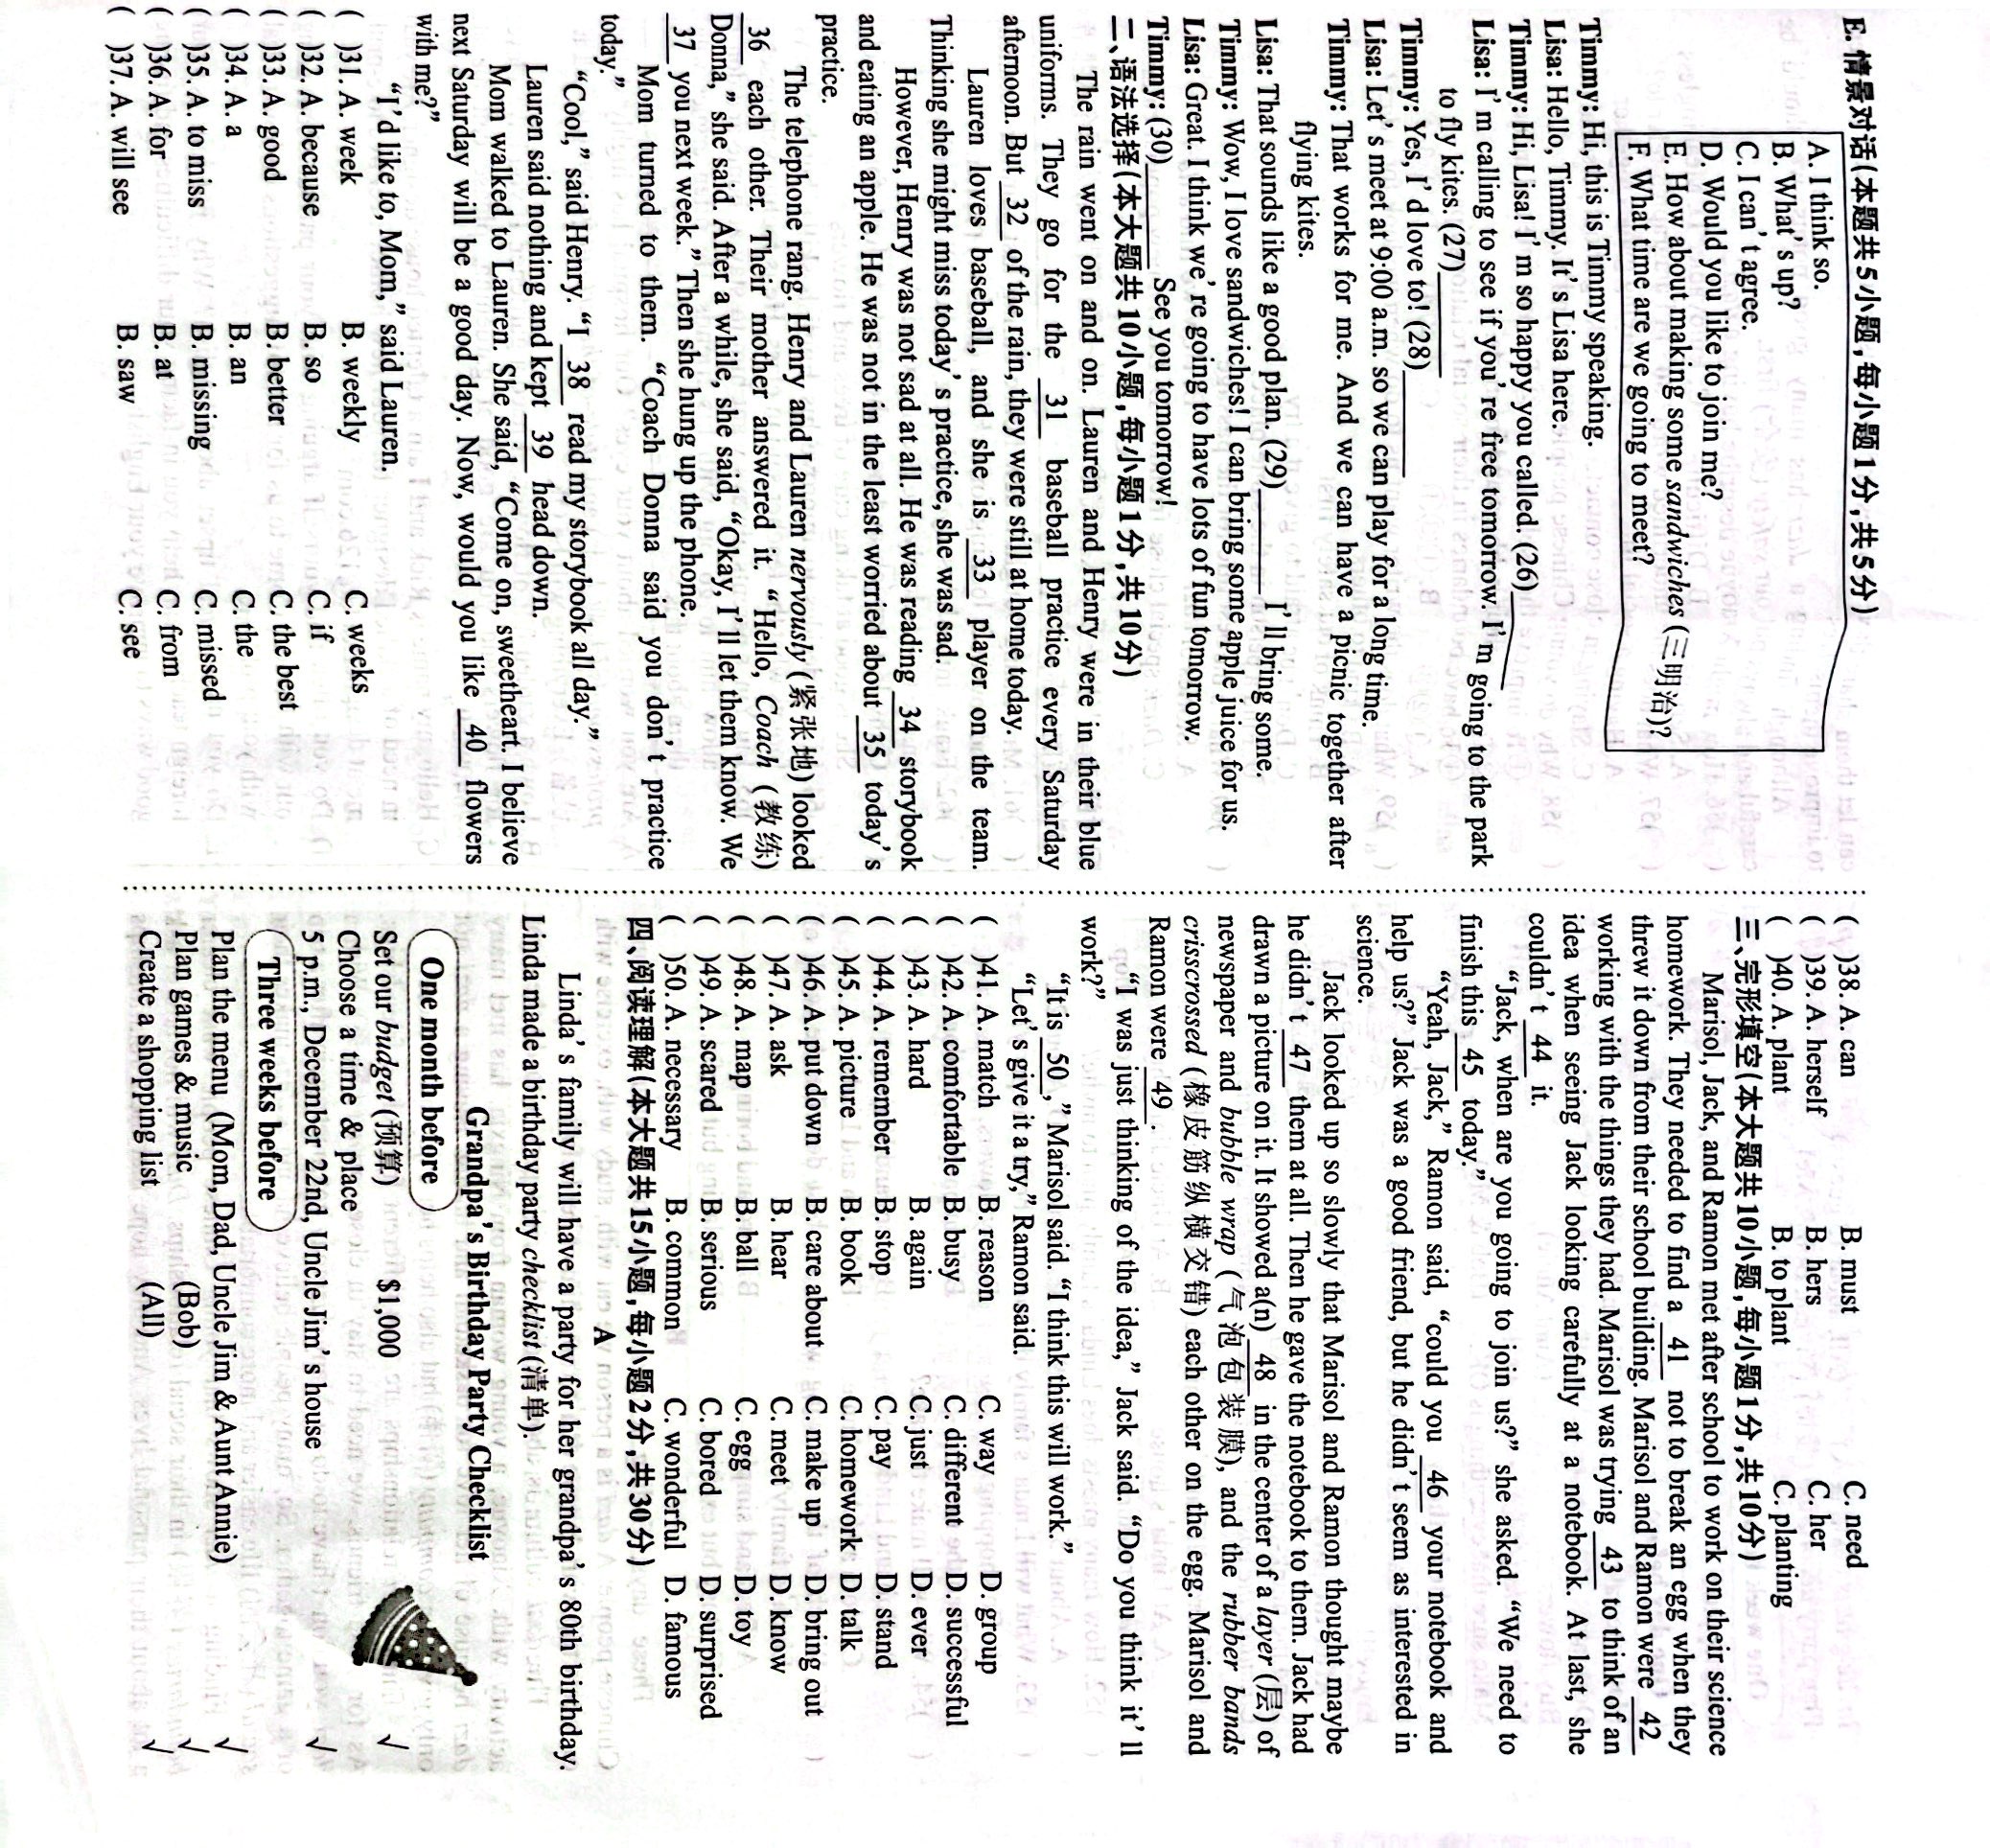 E. 情景对话(本题共5小题,每小题1分,共5分)
A. I think so.
B. What's up?
C. I can't agree.
D. Would you like to join me?
E. How about making some sandwiches (三明治)?
F. What time are we going to meet?
Timmy: Hi, this is Timmy speaking.
Lisa: Hello, Timmy. It's Lisa here.
Timmy: Hi, Lisa! I'm so happy you called. (26)______
Lisa: I'm calling to see if you're free tomorrow. I'm going to the park
to fly kites. (27)______
Timmy: Yes, I'd love to! (28)______
Lisa: Let's meet at 9:00 a.m. so we can play for a long time.
Timmy: That works for me. And we can have a picnic together after
flying kites.
Lisa: That sounds like a good plan. (29)______ I'll bring some.
Timmy: Wow, I love sandwiches! I can bring some apple juice for us.
Lisa: Great. I think we're going to have lots of fun tomorrow.
Timmy: (30)______ See you tomorrow!
二、语法选择(本大题共10小题,每小题1分,共10分)
The rain went on and on. Lauren and Henry were in their blue
uniforms. They go for the 31 baseball practice every Saturday
afternoon. But 32 of the rain, they were still at home today.
Lauren loves baseball, and she is 33 player on the team.
Thinking she might miss today's practice, she was sad.
However, Henry was not sad at all. He was reading 34 storybook
and eating an apple. He was not in the least worried about 35 today's
practice.
The telephone rang. Henry and Lauren nervously (紧张地) looked
36 each other. Their mother answered it. "Hello, Coach (教练)
Donna," she said. After a while, she said, "Okay, I'll let them know. We
37 you next week." Then she hung up the phone.
Mom turned to them. "Coach Donna said you don't practice
today."
"Cool," said Henry. "I 38 read my storybook all day."
Lauren said nothing and kept 39 head down.
Mom walked to Lauren. She said, "Come on, sweetheart. I believe
next Saturday will be a good day. Now, would you like 40 flowers
with me?"
"I'd like to, Mom," said Lauren.
( )31. A. week B. weekly C. weeks
( )32. A. because B. so C. if
( )33. A. good B. better C. the best
( )34. A. a B. an C. the
( )35. A. to miss B. missing C. missed
( )36. A. for B. at C. from
( )37. A. will see B. saw C. see
( )38. A. can B. must C. need
( )39. A. herself B. hers C. her
( )40. A. plant B. to plant C. planting
三、完形填空(本大题共10小题,每小题1分,共10分)
Marisol, Jack, and Ramon met after school to work on their science
homework. They needed to find a 41 not to break an egg when they
threw it down from their school building. Marisol and Ramon were 42
working with the things they had. Marisol was trying 43 to think of an
idea when seeing Jack looking carefully at a notebook. At last, she
couldn't 44 it.
"Jack, when are you going to join us?" she asked. "We need to
finish this 45 today."
"Yeah, Jack," Ramon said, "could you 46 your notebook and
help us?" Jack was a good friend, but he didn't seem as interested in
science.
Jack looked up so slowly that Marisol and Ramon thought maybe
he didn't 47 them at all. Then he gave the notebook to them. Jack had
drawn a picture on it. It showed a(n) 48 in the center of a layer (层) of
newspaper and bubble wrap (气泡包装膜), and the rubber bands
crisscrossed (橡皮筋纵横交错) each other on the egg. Marisol and
Ramon were 49.
"I was just thinking of the idea," Jack said. "Do you think it'll
work?"
"It is 50," Marisol said. "I think this will work."
"Let's give it a try," Ramon said.
( )41. A. match B. reason C. way D. group
( )42. A. comfortable B. busy C. different D. successful
( )43. A. hard B. again C. just D. ever
( )44. A. remember B. stop C. pay D. stand
( )45. A. picture B. book C. homework D. talk
( )46. A. put down B. care about C. make up D. bring out
( )47. A. ask B. hear C. meet D. know
( )48. A. map B. ball C. egg D. toy
( )49. A. scared B. serious C. bored D. surprised
( )50. A. necessary B. common C. wonderful D. famous
四、阅读理解(本大题共15小题,每小题2分,共30分)
A
Linda's family will have a party for her grandpa's 80th birthday.
Linda made a birthday party checklist (清单).
Grandpa's Birthday Party Checklist
One month before
Set our budget (预算) $1,000 √
Choose a time & place
5 p.m., December 22nd, Uncle Jim's house √
Three weeks before
Plan the menu (Mom, Dad, Uncle Jim & Aunt Annie) √
Plan games & music (Bob) √
Create a shopping list (All) √